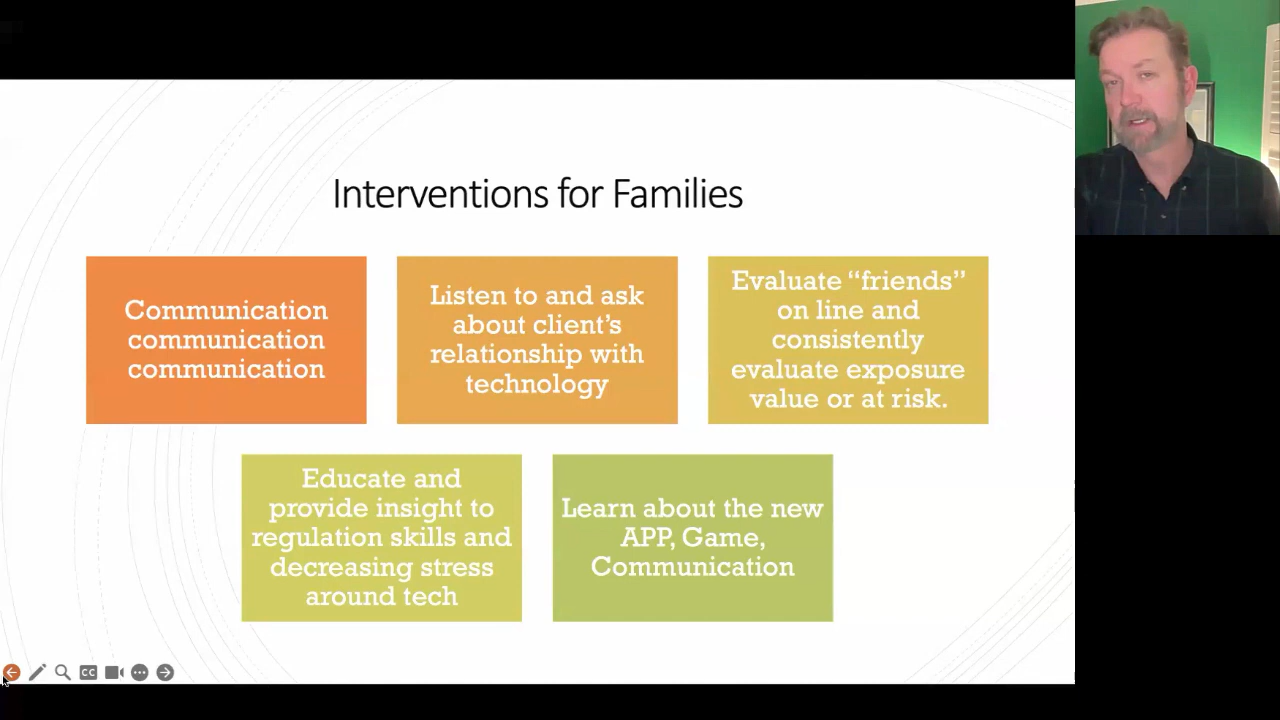 Interventions for Families
Communication
communication
communication
Listen to and ask
about client’s
relationship with
technology
Evaluate “friends”
on line and
consistently
evaluate exposure
value or at risk.
Educate and
provide insight to
regulation skills and
decreasing stress
around tech
Learn about the new
APP, Game,
Communication
CC